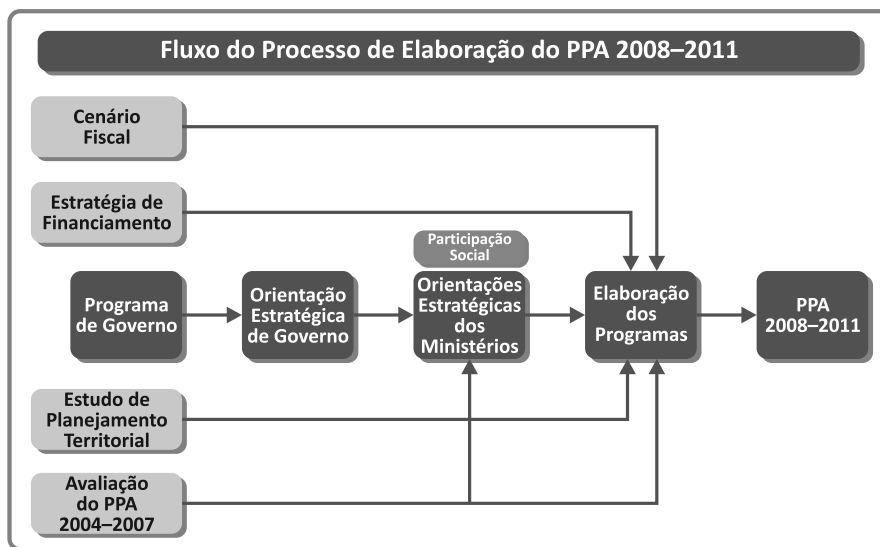 Fluxo do Processo de Elaboração do PPA 2008–2011
Cenário
Fiscal
Estratégia de
Financiamento
Participação
Social
Programa
de Governo
Orientação
Estratégica
de Governo
Orientações
Estratégicas
dos
Ministérios
Elaboração
dos
Programas
PPA
2008–2011
Estudo de
Planejamento
Territorial
Avaliação
do PPA
2004–2007